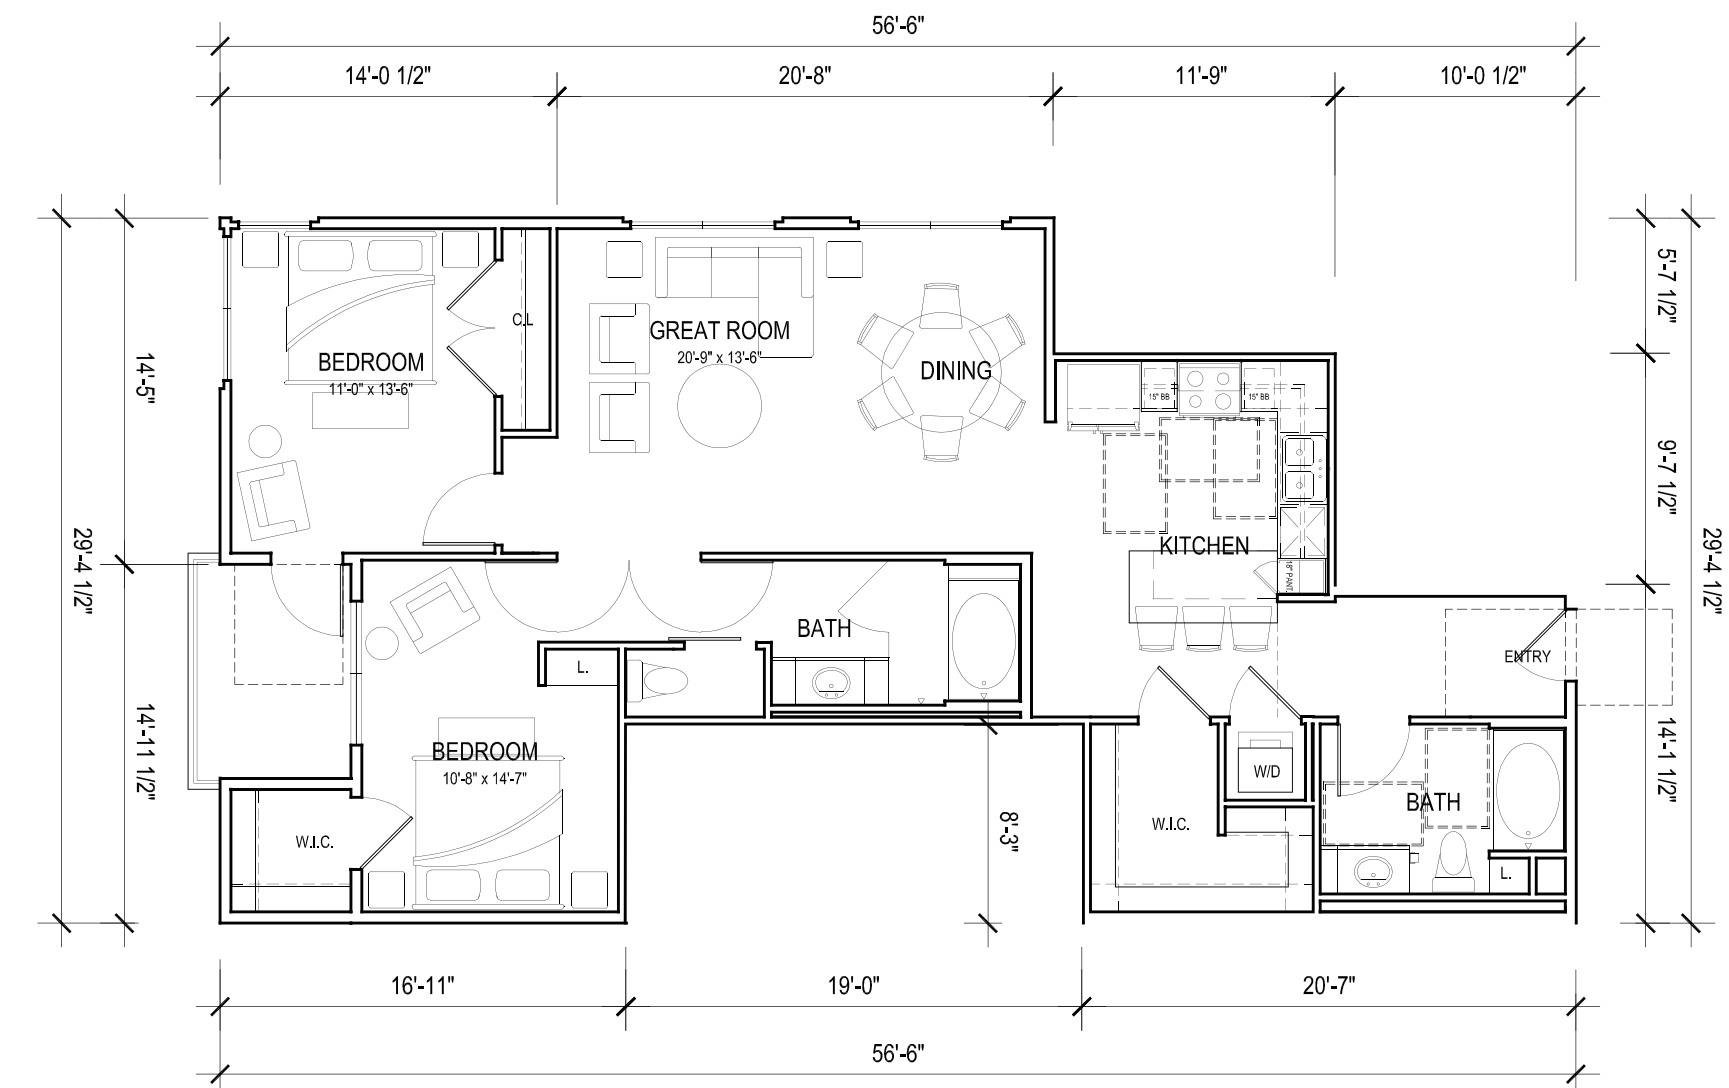 56'-6"
14'-0 1/2"
20'-8"
11'-9"
10'-0 1/2"
5'-7 1/2"
C.L
GREAT ROOM
20'-9" x 13'-6"
BEDROOM
11'-0" x 13'-6"
DINING
14'-5"
15" BB
15" BB
9'-7 1/2"
KITCHEN
18" PANT.
29'-4 1/2"
29'-4 1/2"
BATH
ENTRY
L.
14'-11 1/2"
BEDROOM
10'-8" x 14'-7"
W/D
14'-1 1/2"
BATH
W.I.C.
8'-3"
W.I.C.
L.
16'-11"
19'-0"
20'-7"
56'-6"